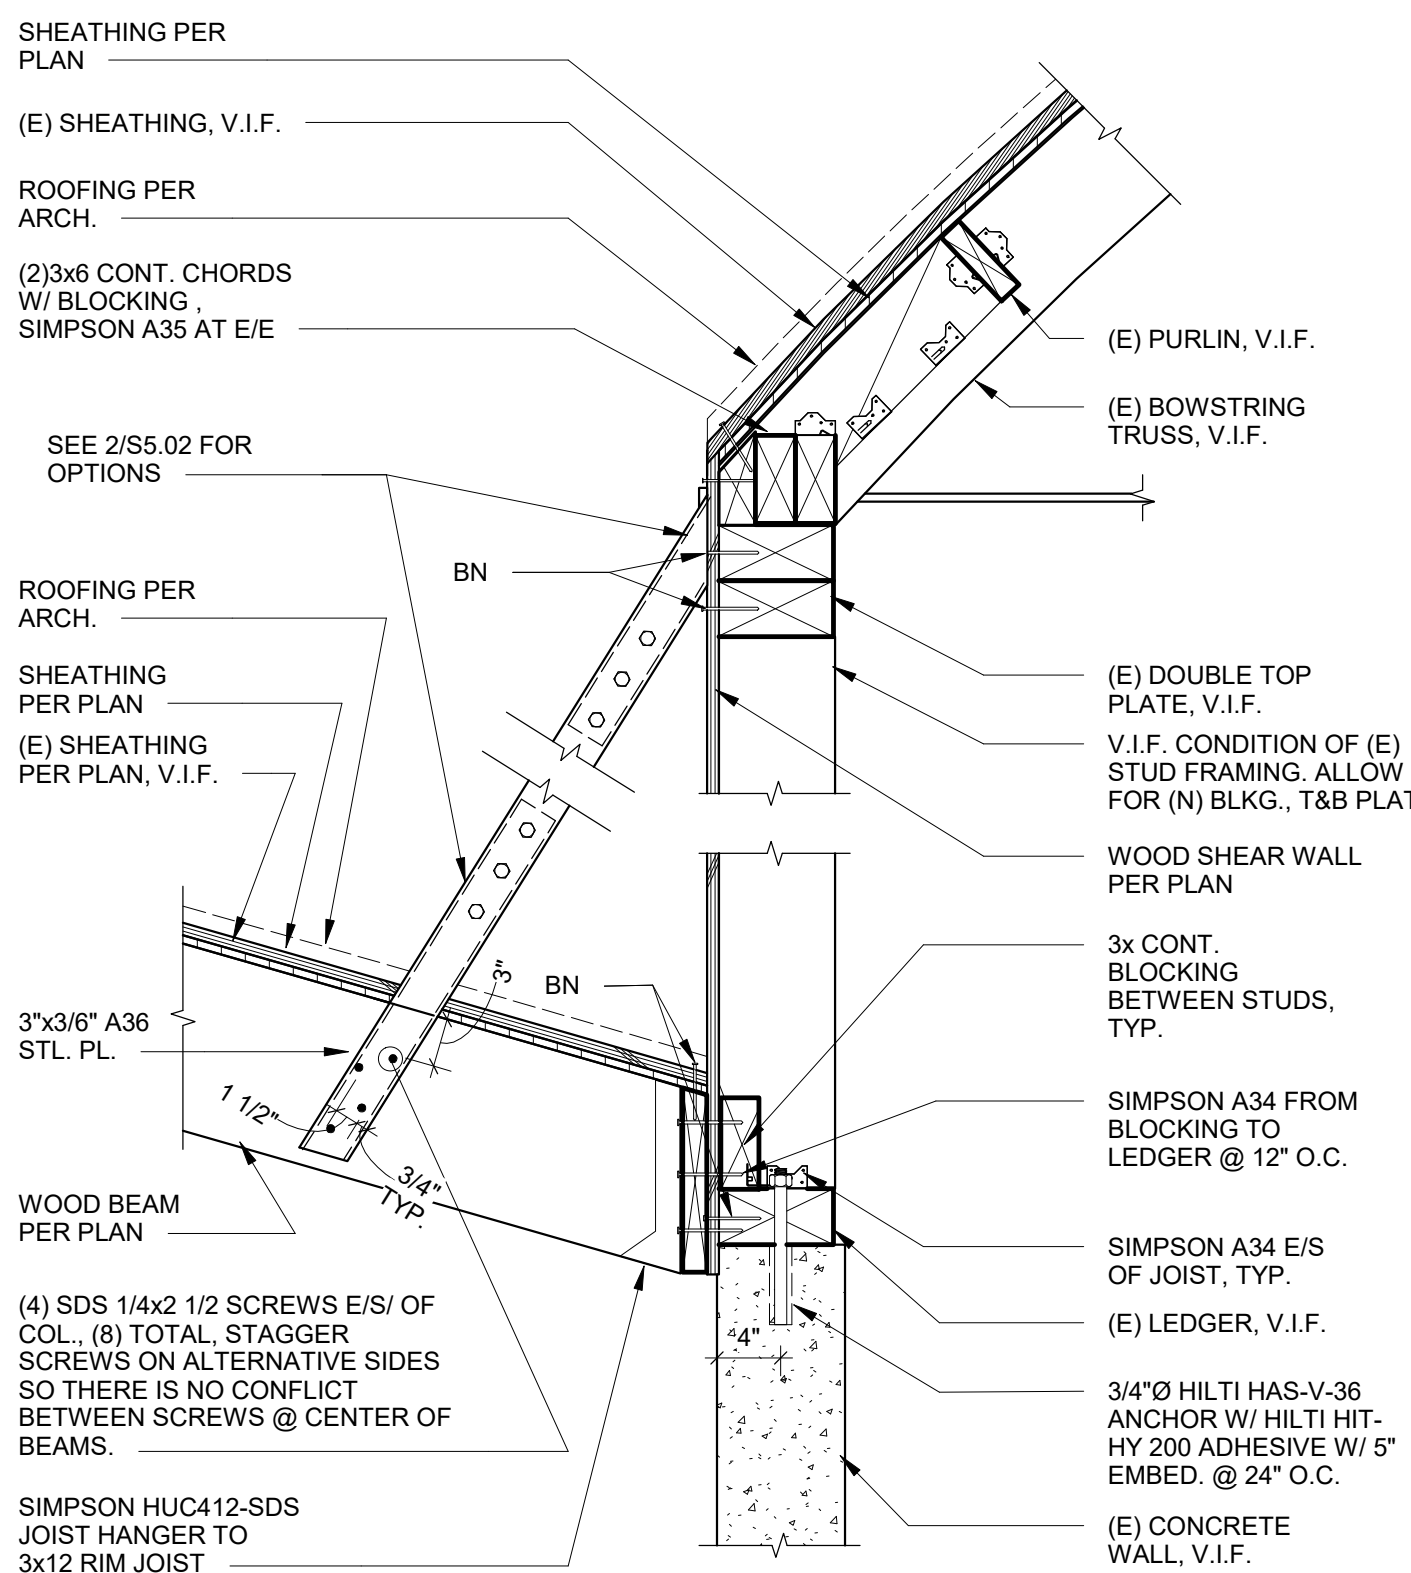 SHEATHING PER
PLAN
(E) SHEATHING, V.I.F.
ROOFING PER
ARCH.
(2)3x6 CONT. CHORDS
W/ BLOCKING ,
SIMPSON A35 AT E/E
SEE 2/S5.02 FOR
OPTIONS
BN
ROOFING PER
ARCH.
SHEATHING
PER PLAN
(E) SHEATHING
PER PLAN, V.I.F.
3"x3/6" A36
STL. PL.
WOOD BEAM
PER PLAN
(4) SDS 1/4x2 1/2 SCREWS E/S/ OF
COL., (8) TOTAL, STAGGER
SCREWS ON ALTERNATIVE SIDES
SO THERE IS NO CONFLICT
BETWEEN SCREWS @ CENTER OF
BEAMS.
SIMPSON HUC412-SDS
JOIST HANGER TO
3x12 RIM JOIST
3"
BN
1 1/2"
3/4"
TYP.
4"
(E) PURLIN, V.I.F.
(E) BOWSTRING
TRUSS, V.I.F.
(E) DOUBLE TOP
PLATE, V.I.F.
V.I.F. CONDITION OF (E)
STUD FRAMING. ALLOW
FOR (N) BLKG., T&B PLAT
WOOD SHEAR WALL
PER PLAN
3x CONT.
BLOCKING
BETWEEN STUDS,
TYP.
SIMPSON A34 FROM
BLOCKING TO
LEDGER @ 12" O.C.
SIMPSON A34 E/S
OF JOIST, TYP.
(E) LEDGER, V.I.F.
3/4"Ø HILTI HAS-V-36
ANCHOR W/ HILTI HIT-
HY 200 ADHESIVE W/ 5"
EMBED. @ 24" O.C.
(E) CONCRETE
WALL, V.I.F.